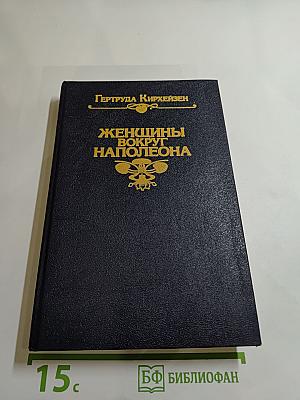 Гертруда Кирхейзен
ЖЕНЩИНЫ
ВОКРУГ
НАПОЛЕОНА
15с
БФ БИБЛИОФАН